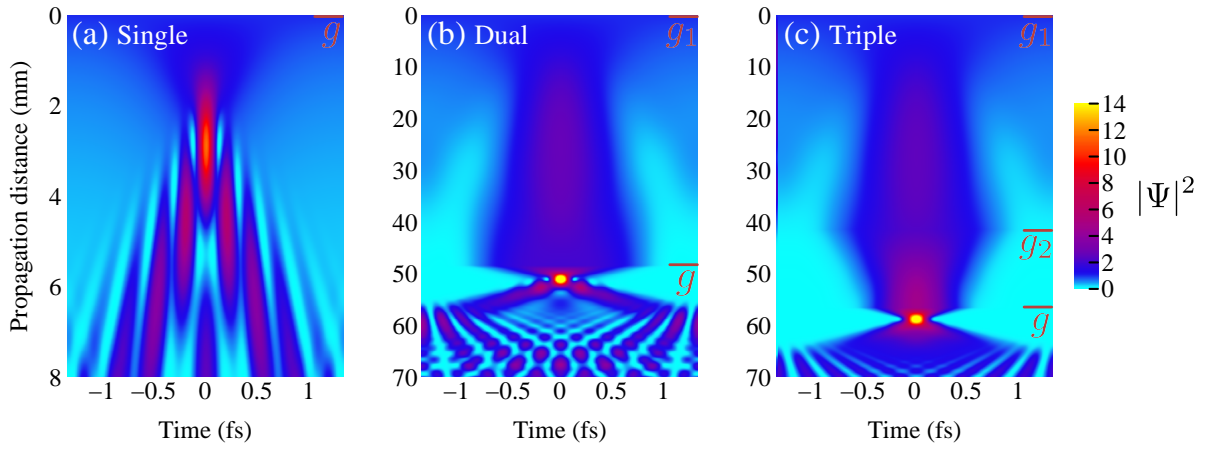 (a) Single
g
(b) Dual
g1
(c) Triple
g1
0
2
4
6
8
0
10
20
30
40
50
60
70
0
10
20
30
40
50
60
70
g
g2
g
14
12
10
8
6
4
2
0
|Ψ|²
Propagation distance (mm)
−1 −0.5 0 0.5 1
−1 −0.5 0 0.5 1
−1 −0.5 0 0.5 1
Time (fs)
Time (fs)
Time (fs)